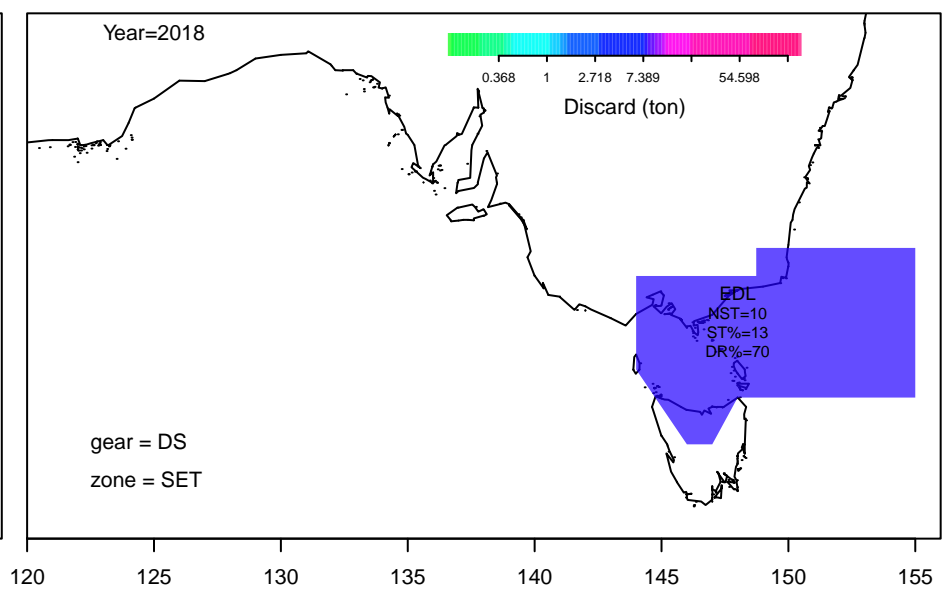 Year=2018
0.368 1 2.718 7.389 54.598
Discard (ton)
EDL
NST=10
ST%=13
DR%=70
gear = DS
zone = SET
120 125 130 135 140 145 150 155